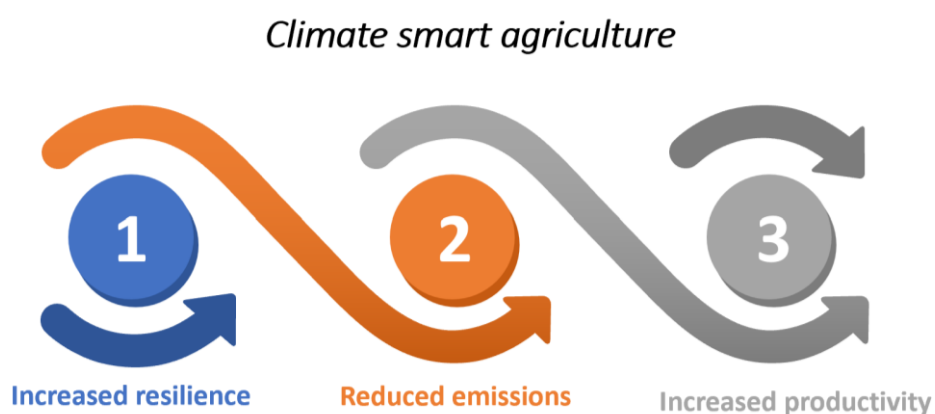 Climate smart agriculture
1
2
3
Increased resilience
Reduced emissions
Increased productivity